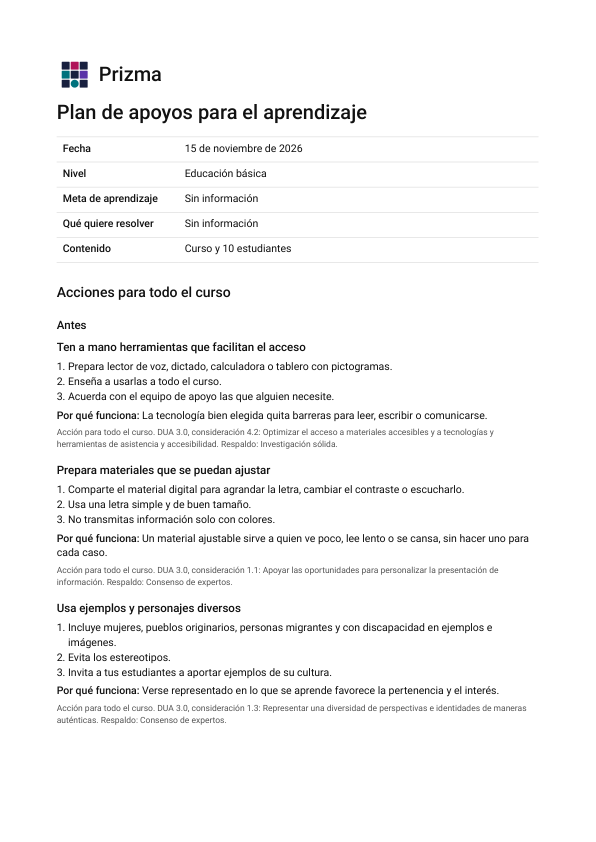 Prizma
Plan de apoyos para el aprendizaje
Fecha 15 de noviembre de 2026
Nivel Educación básica
Meta de aprendizaje Sin información
Qué quiere resolver Sin información
Contenido Curso y 10 estudiantes
Acciones para todo el curso
Antes
Ten a mano herramientas que facilitan el acceso
1. Prepara lector de voz, dictado, calculadora o tablero con pictogramas.
2. Enseña a usarlas a todo el curso.
3. Acuerda con el equipo de apoyo las que alguien necesite.
Por qué funciona: La tecnología bien elegida quita barreras para leer, escribir o comunicarse.
Acción para todo el curso. DUA 3.0, consideración 4.2: Optimizar el acceso a materiales accesibles y a tecnologías y
herramientas de asistencia y accesibilidad. Respaldo: Investigación sólida.
Prepara materiales que se puedan ajustar
1. Comparte el material digital para agrandar la letra, cambiar el contraste o escucharlo.
2. Usa una letra simple y de buen tamaño.
3. No transmitas información solo con colores.
Por qué funciona: Un material ajustable sirve a quien ve poco, lee lento o se cansa, sin hacer uno para
cada caso.
Acción para todo el curso. DUA 3.0, consideración 1.1: Apoyar las oportunidades para personalizar la presentación de
información. Respaldo: Consenso de expertos.
Usa ejemplos y personajes diversos
1. Incluye mujeres, pueblos originarios, personas migrantes y con discapacidad en ejemplos e
imágenes.
2. Evita los estereotipos.
3. Invita a tus estudiantes a aportar ejemplos de su cultura.
Por qué funciona: Verse representado en lo que se aprende favorece la pertenencia y el interés.
Acción para todo el curso. DUA 3.0, consideración 1.3: Representar una diversidad de perspectivas e identidades de maneras
auténticas. Respaldo: Consenso de expertos.